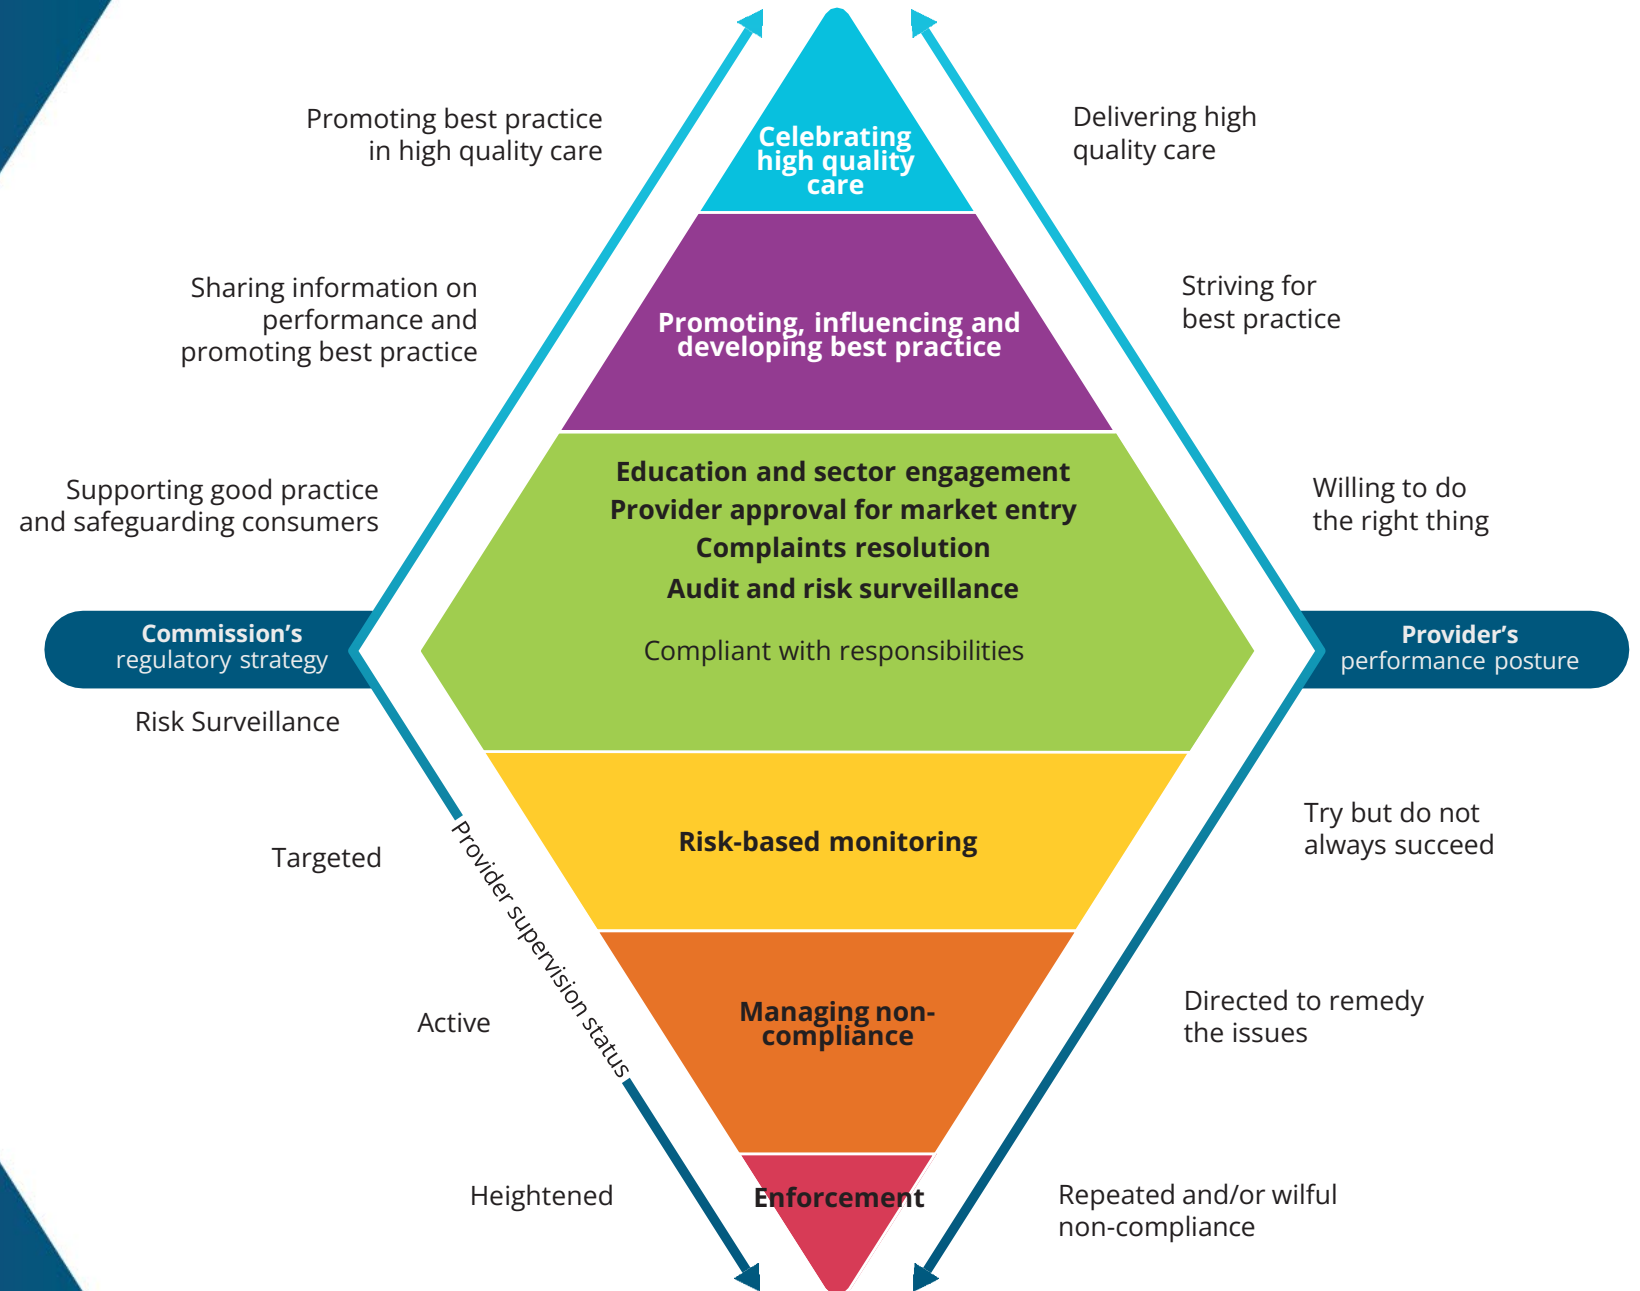 Promoting best practice
in high quality care
Celebrating
high quality
care
Delivering high
quality care
Sharing information on
performance and
promoting best practice
Promoting, influencing and
developing best practice
Striving for
best practice
Supporting good practice
and safeguarding consumers
Education and sector engagement
Provider approval for market entry
Complaints resolution
Audit and risk surveillance
Compliant with responsibilities
Willing to do
the right thing
Commission's
regulatory strategy
Provider's
performance posture
Risk Surveillance
Targeted
Provider supervision status
Risk-based monitoring
Try but do not
always succeed
Active
Managing non-
compliance
Directed to remedy
the issues
Heightened
Enforcement
Repeated and/or wilful
non-compliance